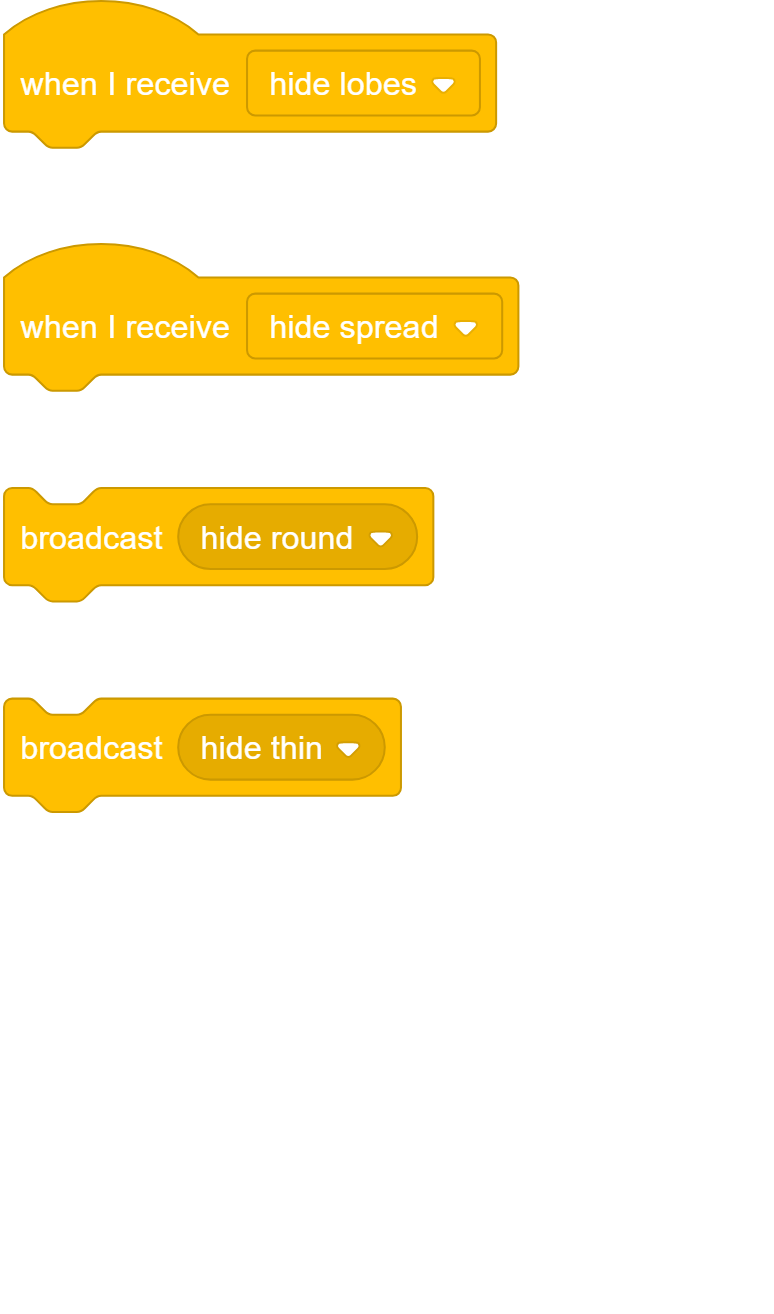 when I receive hide lobes
when I receive hide spread
broadcast hide round
broadcast hide thin